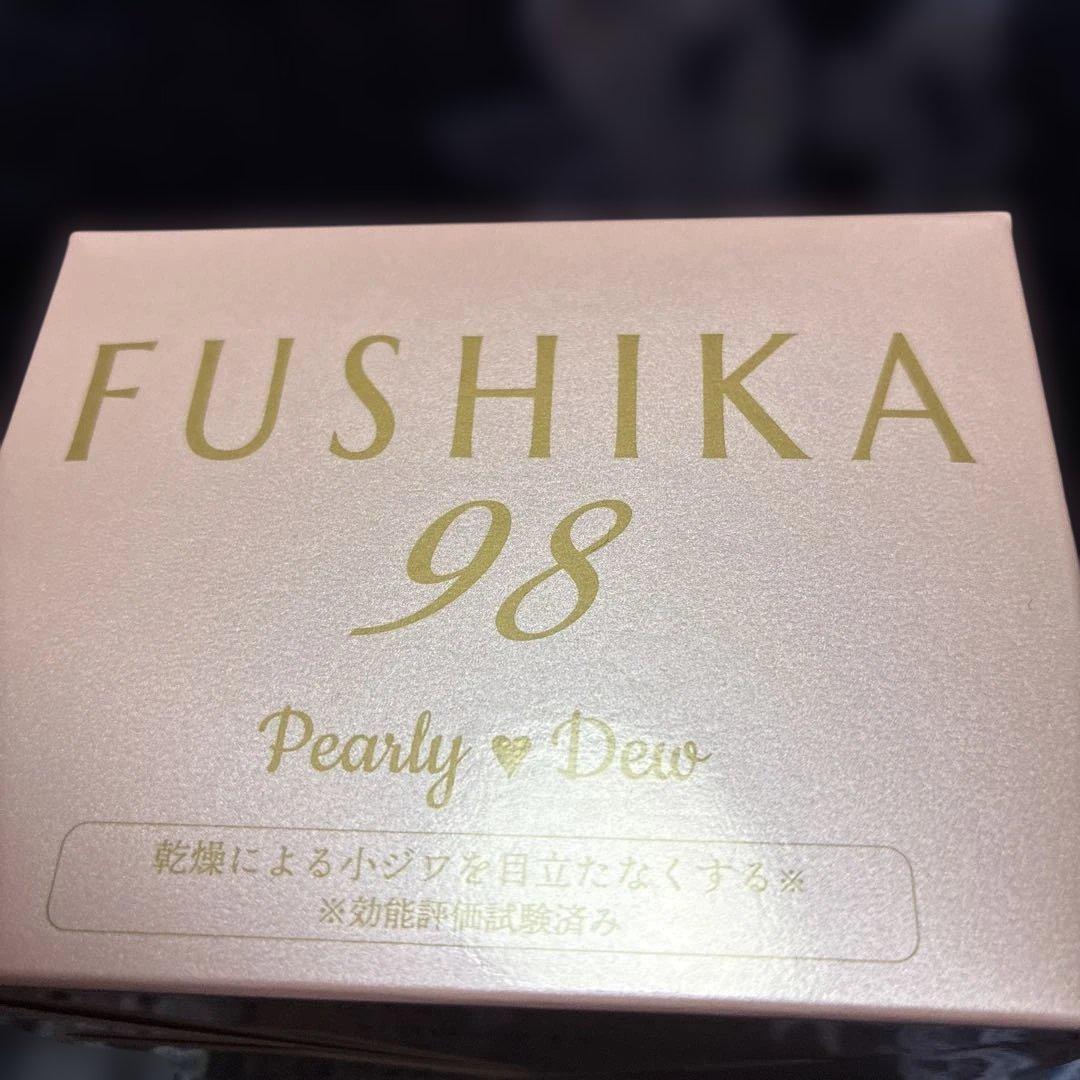 FUSHIKA
98
Pearly ♥ Dew
乾燥による小ジワを目立たなくする※
※効能評価試験済み